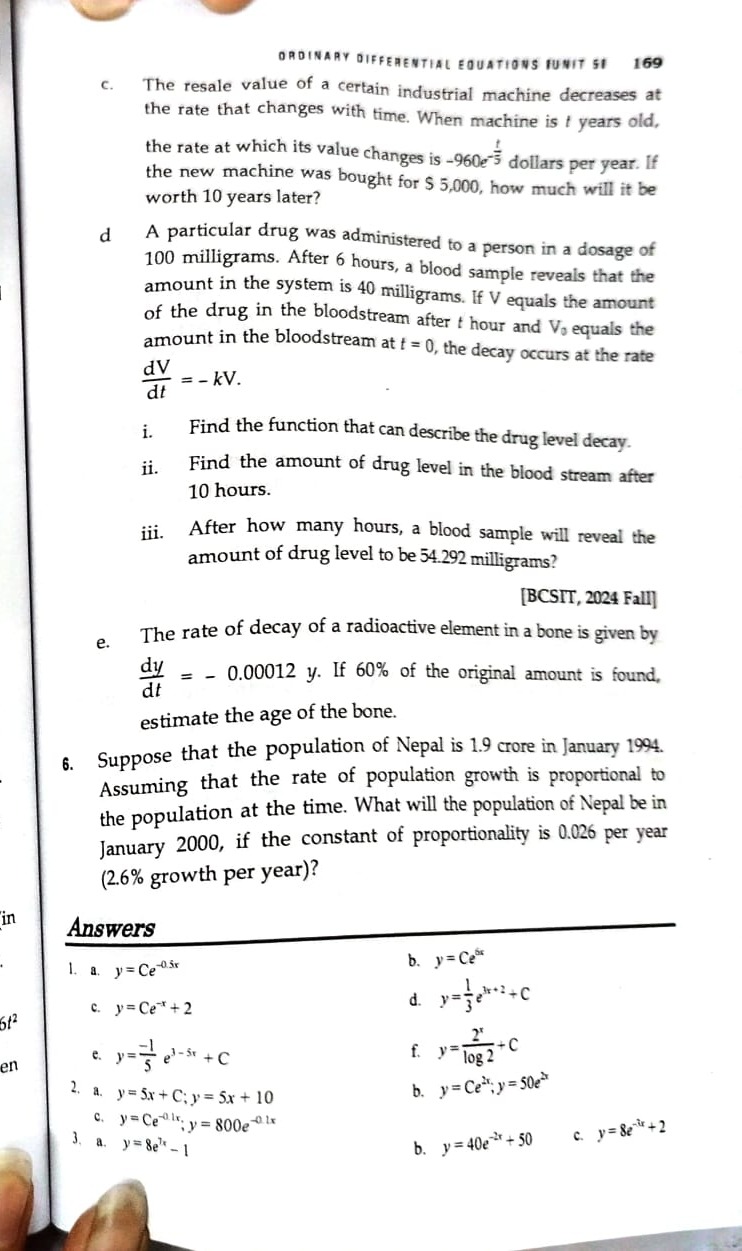 ORDINARY DIFFERENTIAL EQUATIONS [UNIT 5] 169
c. The resale value of a certain industrial machine decreases at
the rate that changes with time. When machine is t years old,
the rate at which its value changes is -960e^(-t/5) dollars per year. If
the new machine was bought for $ 5,000, how much will it be
worth 10 years later?
d A particular drug was administered to a person in a dosage of
100 milligrams. After 6 hours, a blood sample reveals that the
amount in the system is 40 milligrams. If V equals the amount
of the drug in the bloodstream after t hour and V₀ equals the
amount in the bloodstream at t = 0, the decay occurs at the rate
dV/dt = - kV.
i. Find the function that can describe the drug level decay.
ii. Find the amount of drug level in the blood stream after
10 hours.
iii. After how many hours, a blood sample will reveal the
amount of drug level to be 54.292 milligrams?
[BCSIT, 2024 Fall]
e. The rate of decay of a radioactive element in a bone is given by
dy/dt = - 0.00012 y. If 60% of the original amount is found,
estimate the age of the bone.
6. Suppose that the population of Nepal is 1.9 crore in January 1994.
Assuming that the rate of population growth is proportional to
the population at the time. What will the population of Nepal be in
January 2000, if the constant of proportionality is 0.026 per year
(2.6% growth per year)?
in
6t²
en
Answers
1. a. y = Ce^(-0.5x) b. y = Ce^(6x)
c. y = Ce^(-x) + 2 d. y = 1/3 e^(3x+2) + C
e. y = -1/5 e^(3-5x) + C f. y = 2^x/log 2 + C
2. a. y = 5x + C; y = 5x + 10 b. y = Ce^(2x); y = 50e^(2x)
c. y = Ce^(-0.1x); y = 800e^(-0.1x)
3. a. y = 8e^(7x) - 1 b. y = 40e^(-2x) + 50 c. y = 8e^(-3x) + 2